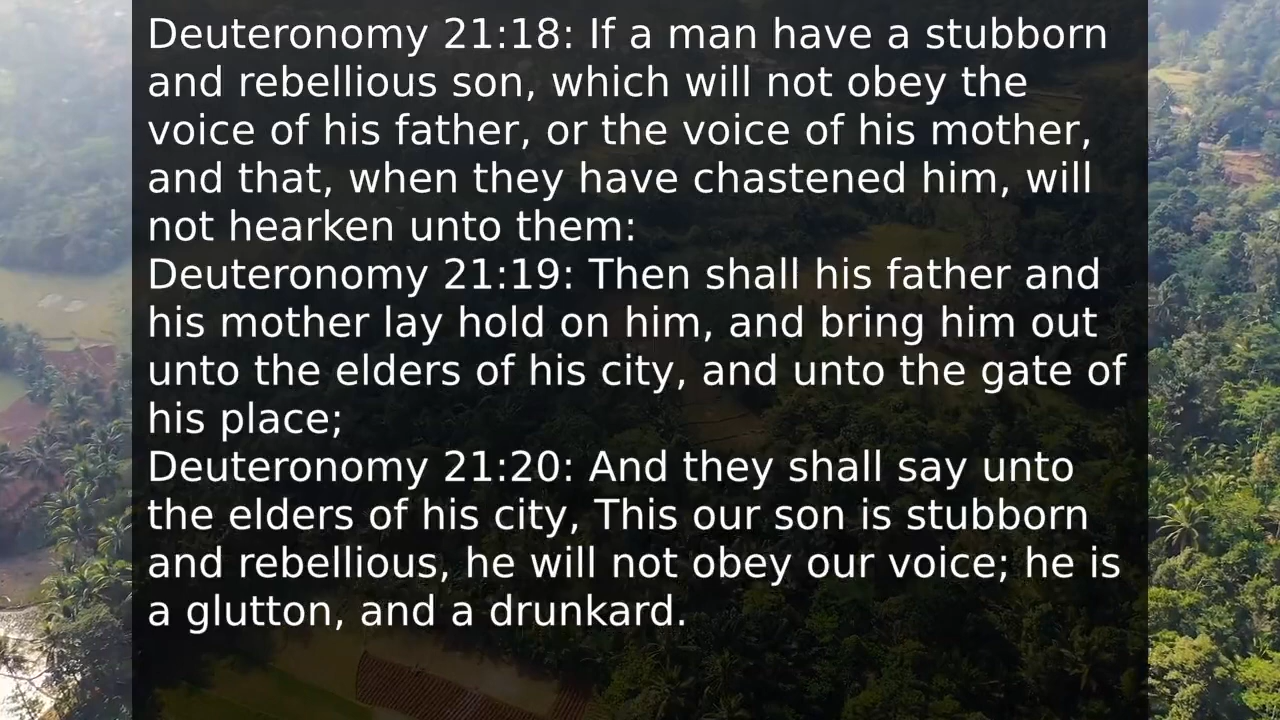 Deuteronomy 21:18: If a man have a stubborn
and rebellious son, which will not obey the
voice of his father, or the voice of his mother,
and that, when they have chastened him, will
not hearken unto them:
Deuteronomy 21:19: Then shall his father and
his mother lay hold on him, and bring him out
unto the elders of his city, and unto the gate of
his place;
Deuteronomy 21:20: And they shall say unto
the elders of his city, This our son is stubborn
and rebellious, he will not obey our voice; he is
a glutton, and a drunkard.